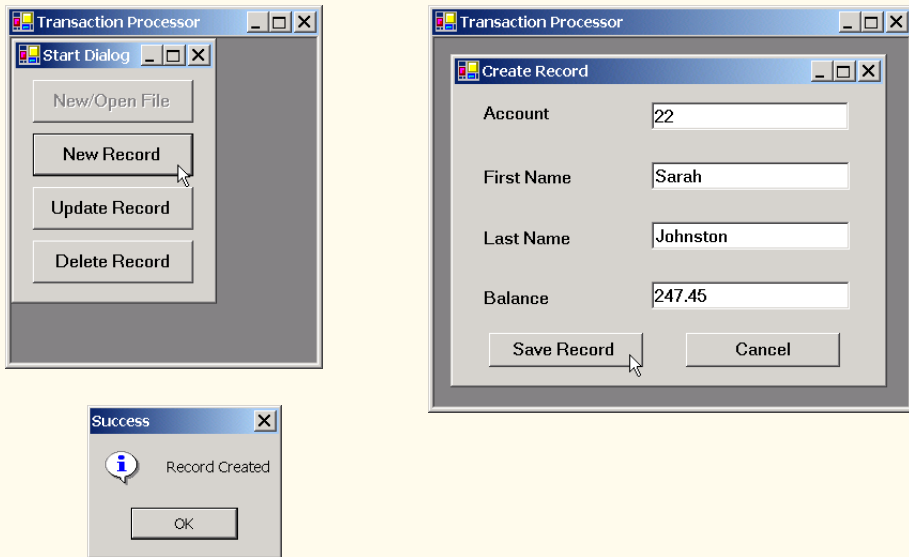 Transaction Processor
Start Dialog
New/Open File
New Record
Update Record
Delete Record
Transaction Processor
Create Record
Account 22
First Name Sarah
Last Name Johnston
Balance 247.45
Save Record Cancel
Success
Record Created
OK